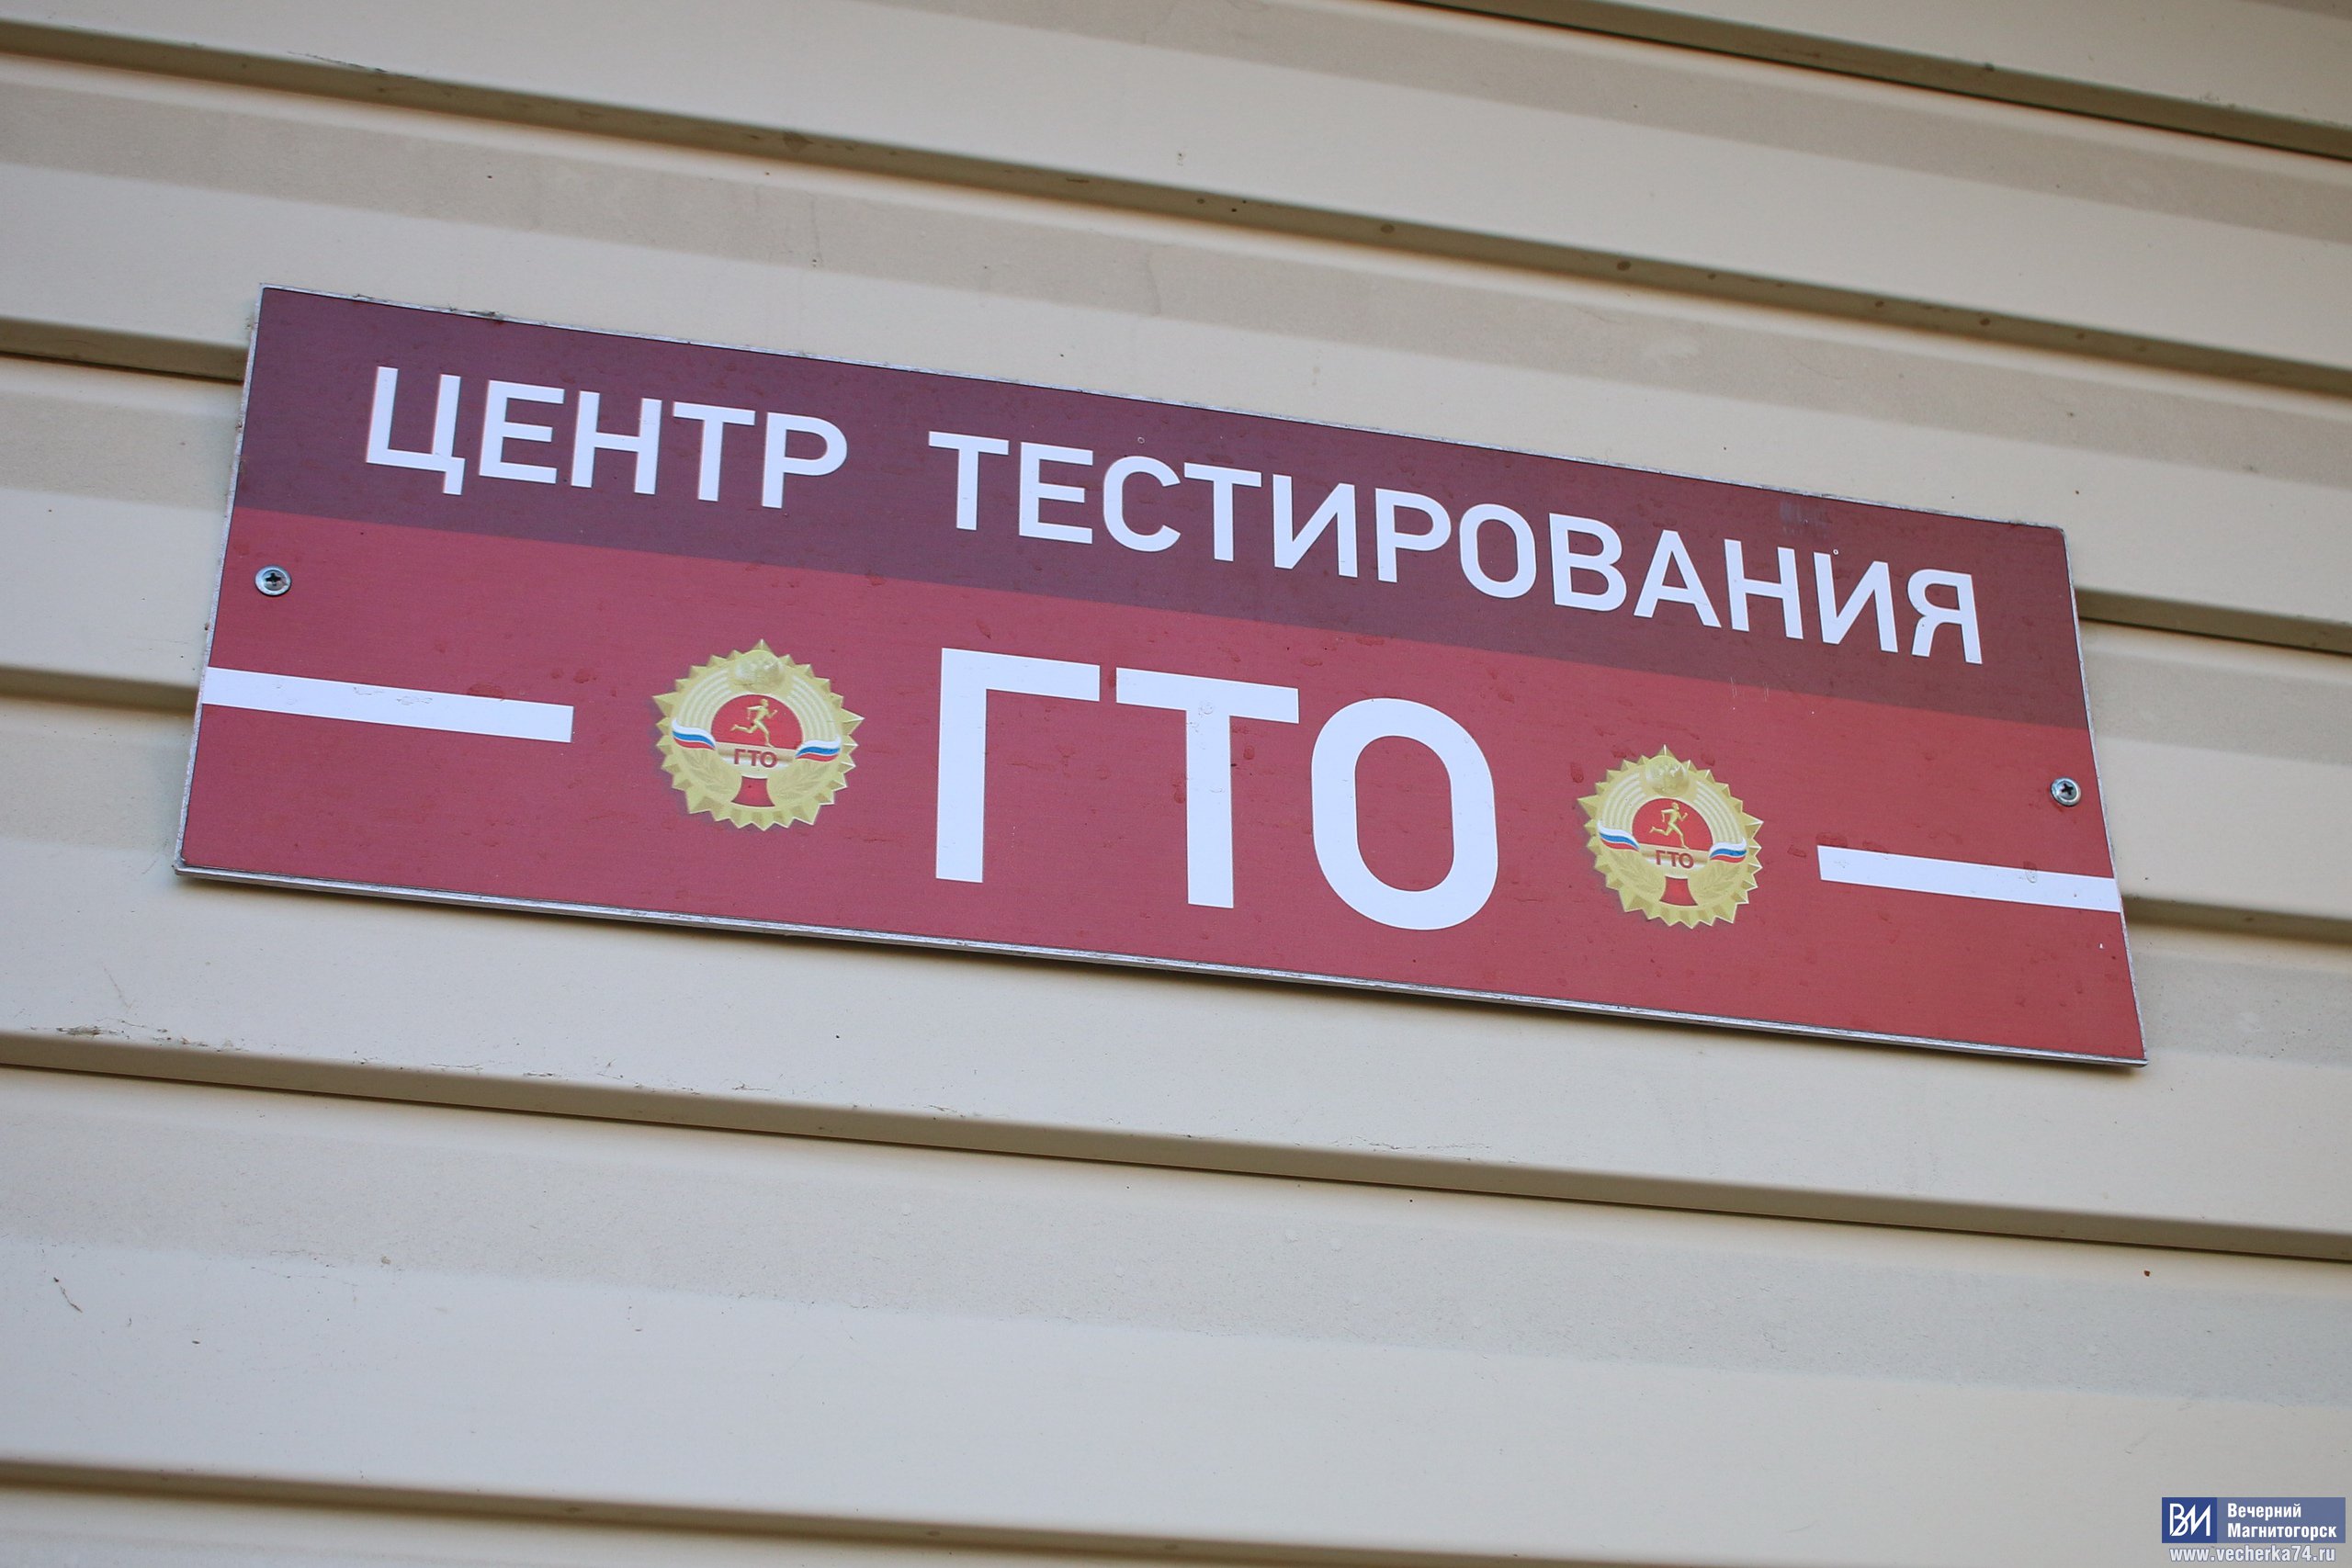 ЦЕНТР ТЕСТИРОВАНИЯ
ГТО
ГТО
ГТО
ВМ
Вечерний
Магнитогорск
www.vecherka74.ru